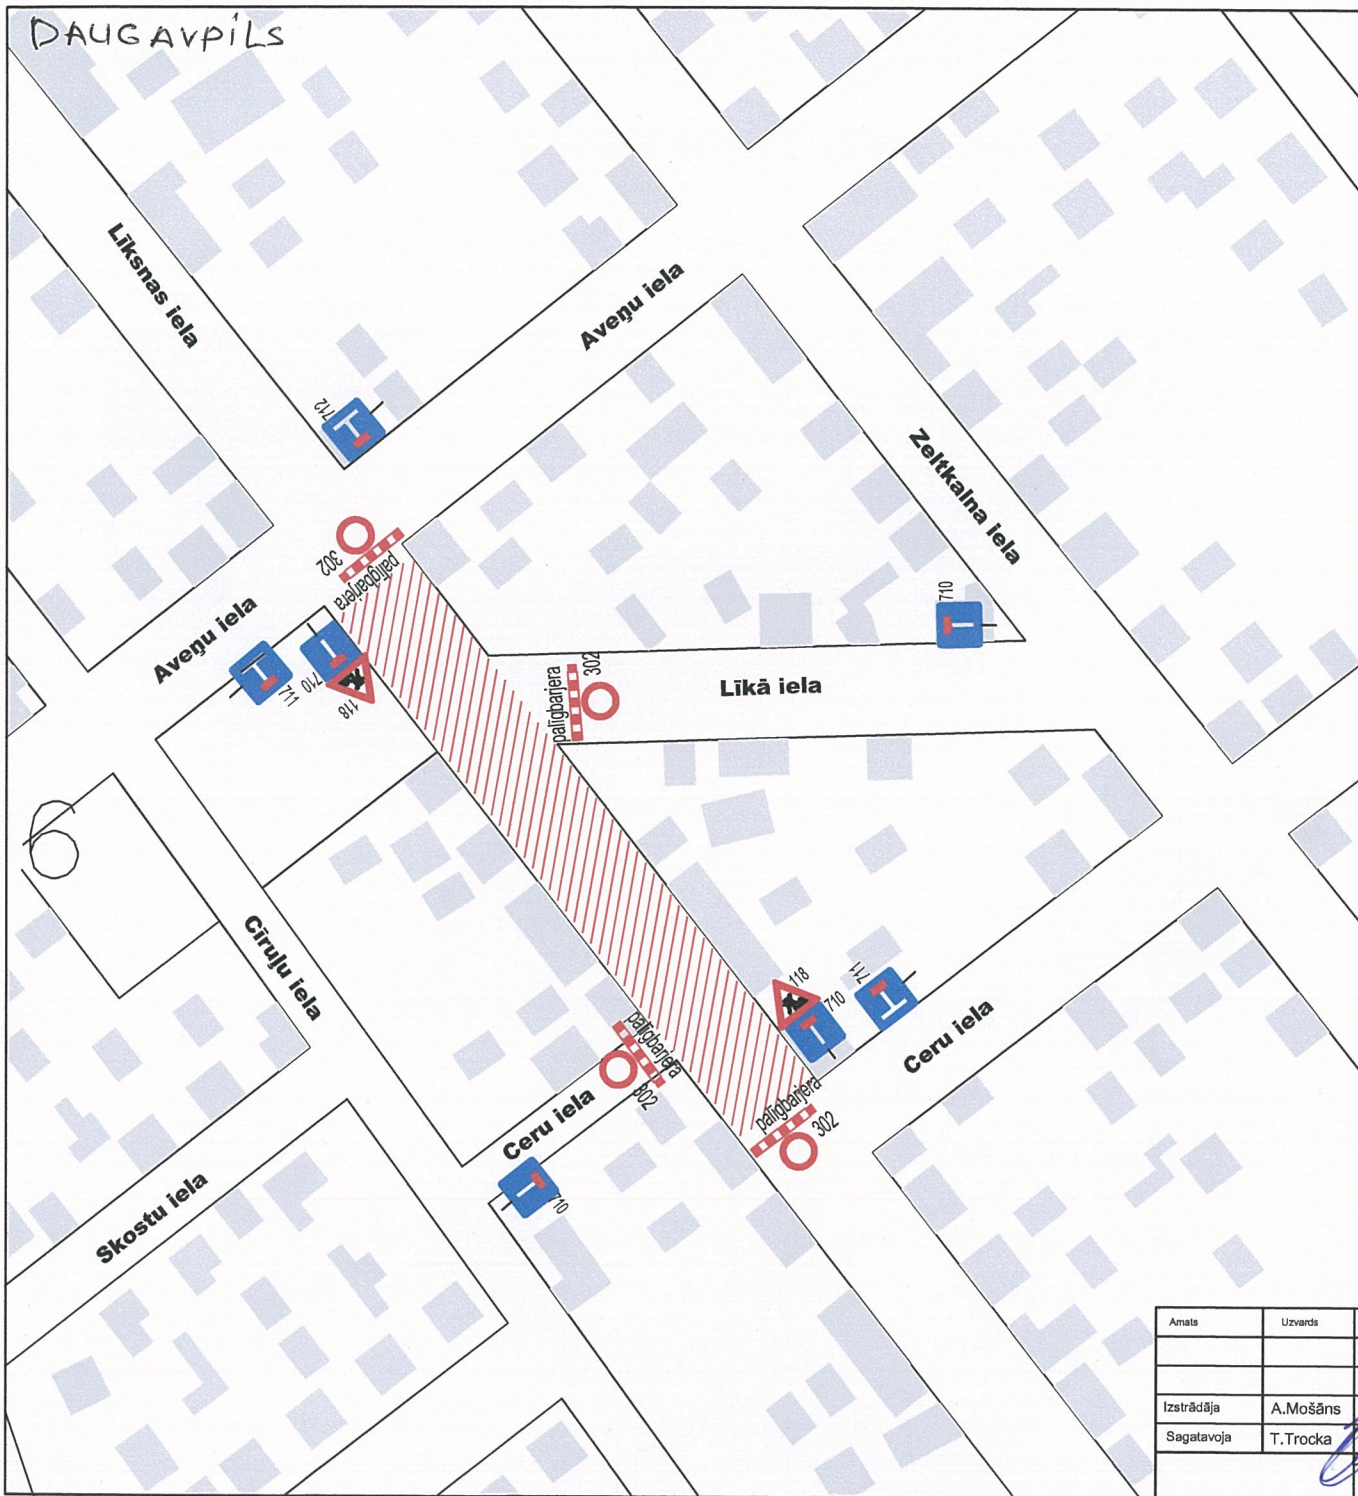 DAUGAVPILS
Līksnas iela
Aveņu iela
712
Zeltkalna iela
302
palīgbarjera
Aveņu iela
710
711
710
118
302
palīgbarjera
Līkā iela
Cīruļu iela
118
710
711
palīgbarjera
302
Ceru iela
Ceru iela
palīgbarjera
302
710
Skostu iela
Amats Uzvards
Izstrādāja A.Mošāns
Sagatavoja T.Trocka